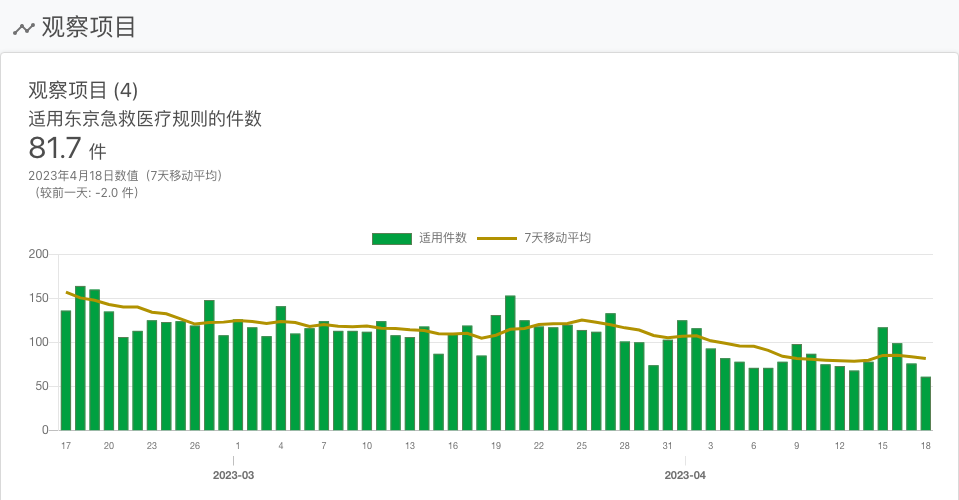 观察项目
观察项目 (4)
适用东京急救医疗规则的件数
81.7 件
2023年4月18日数值（7天移动平均）
（较前一天: -2.0 件）
适用件数 7天移动平均
200
150
100
50
0
17 20 23 26 1 4 7 10 13 16 19 22 25 28 31 3 6 9 12 15 18
2023-03 2023-04